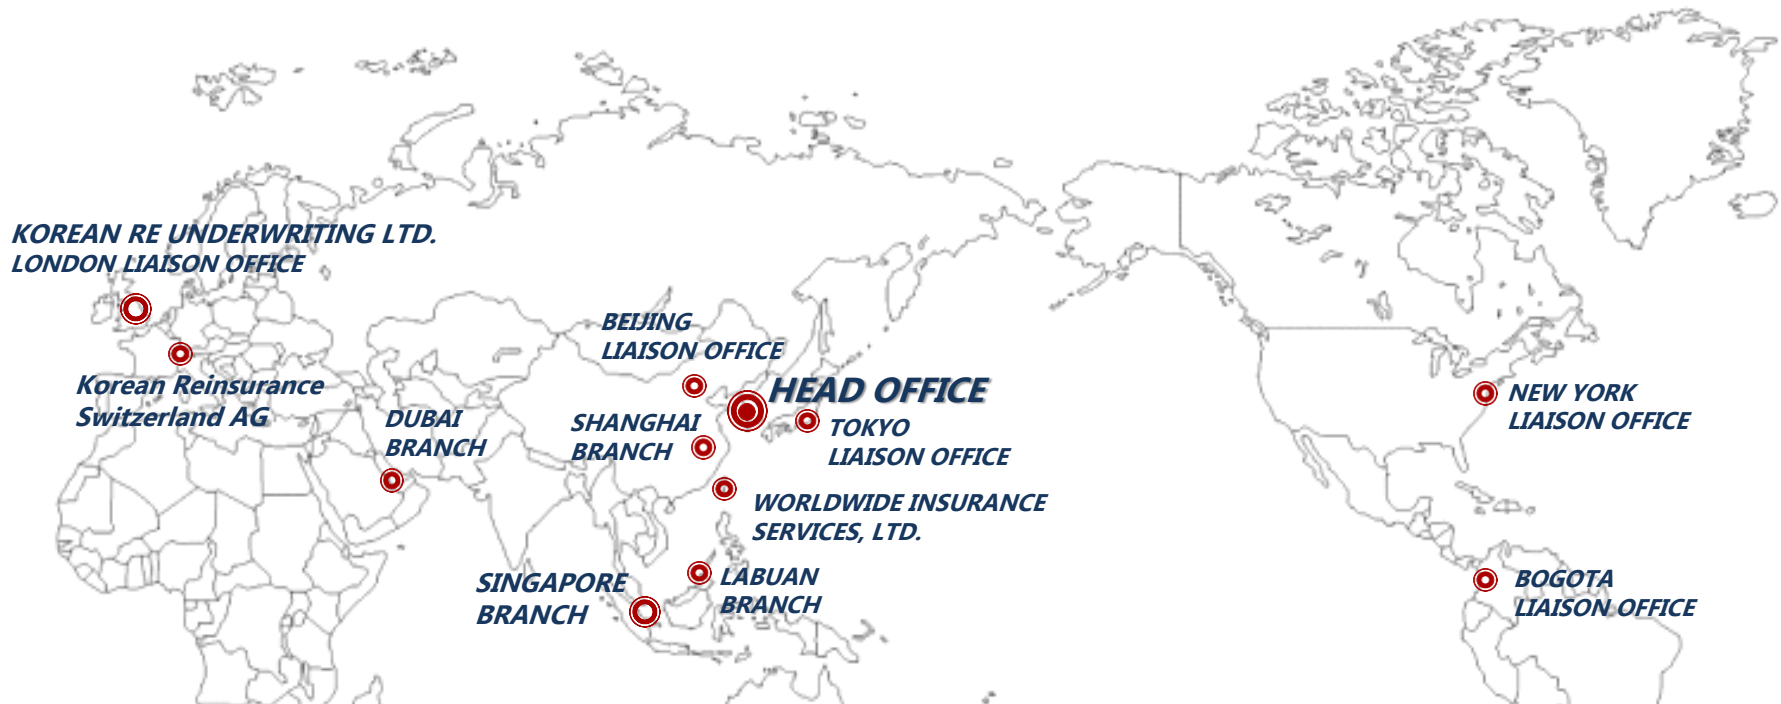 KOREAN RE UNDERWRITING LTD.
LONDON LIAISON OFFICE
Korean Reinsurance
Switzerland AG
DUBAI
BRANCH
BEIJING
LIAISON OFFICE
HEAD OFFICE
SHANGHAI
BRANCH
TOKYO
LIAISON OFFICE
WORLDWIDE INSURANCE
SERVICES, LTD.
SINGAPORE
BRANCH
LABUAN
BRANCH
NEW YORK
LIAISON OFFICE
BOGOTA
LIAISON OFFICE